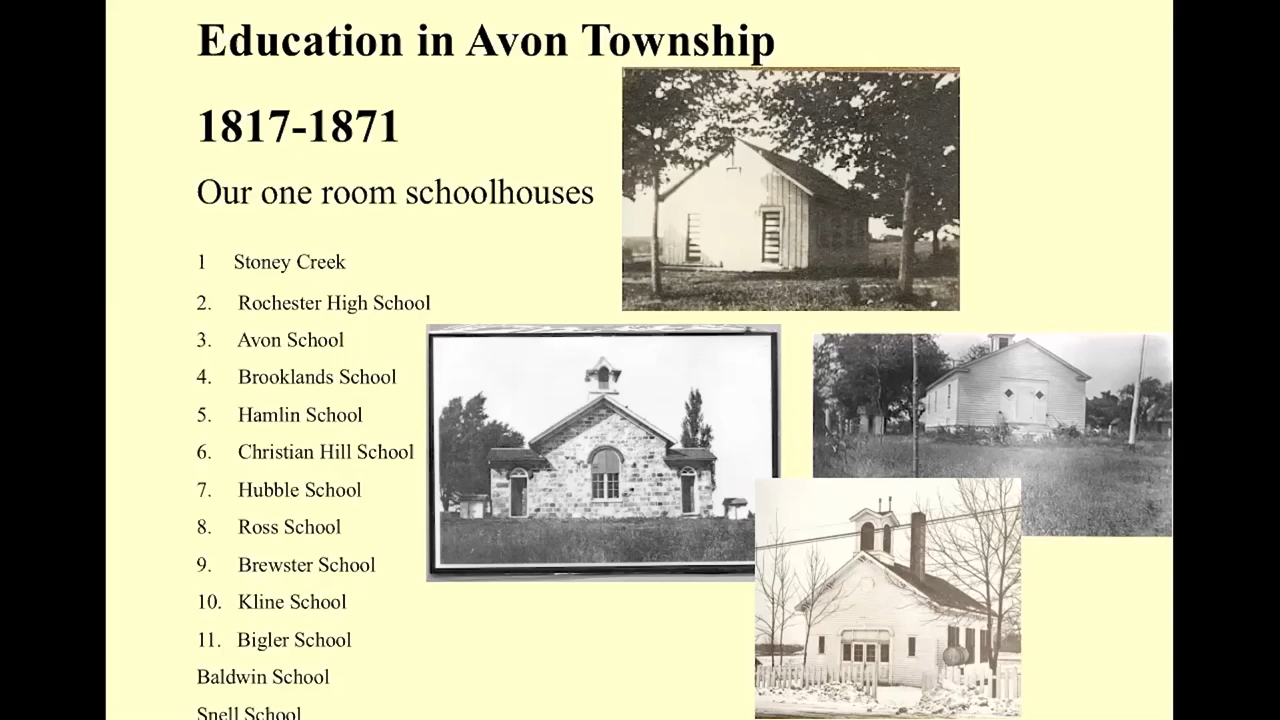 Education in Avon Township
1817-1871
Our one room schoolhouses
1 Stoney Creek
2. Rochester High School
3. Avon School
4. Brooklands School
5. Hamlin School
6. Christian Hill School
7. Hubble School
8. Ross School
9. Brewster School
10. Kline School
11. Bigler School
Baldwin School
Snell School